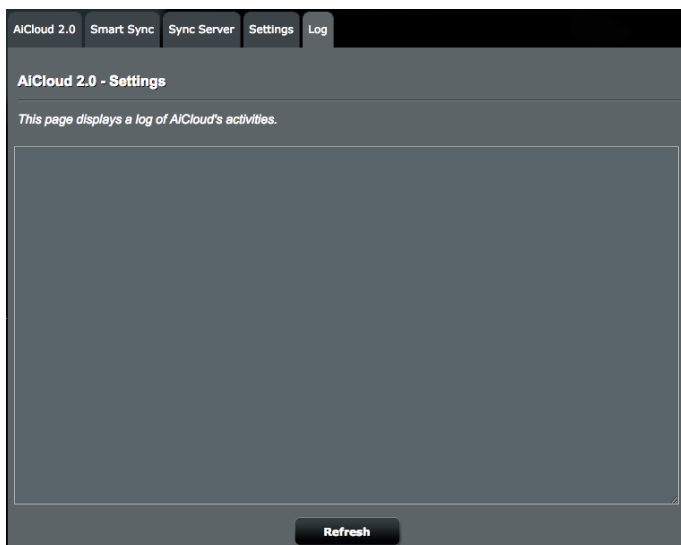 AiCloud 2.0 Smart Sync Sync Server Settings Log
AiCloud 2.0 - Settings
This page displays a log of AiCloud's activities.
Refresh